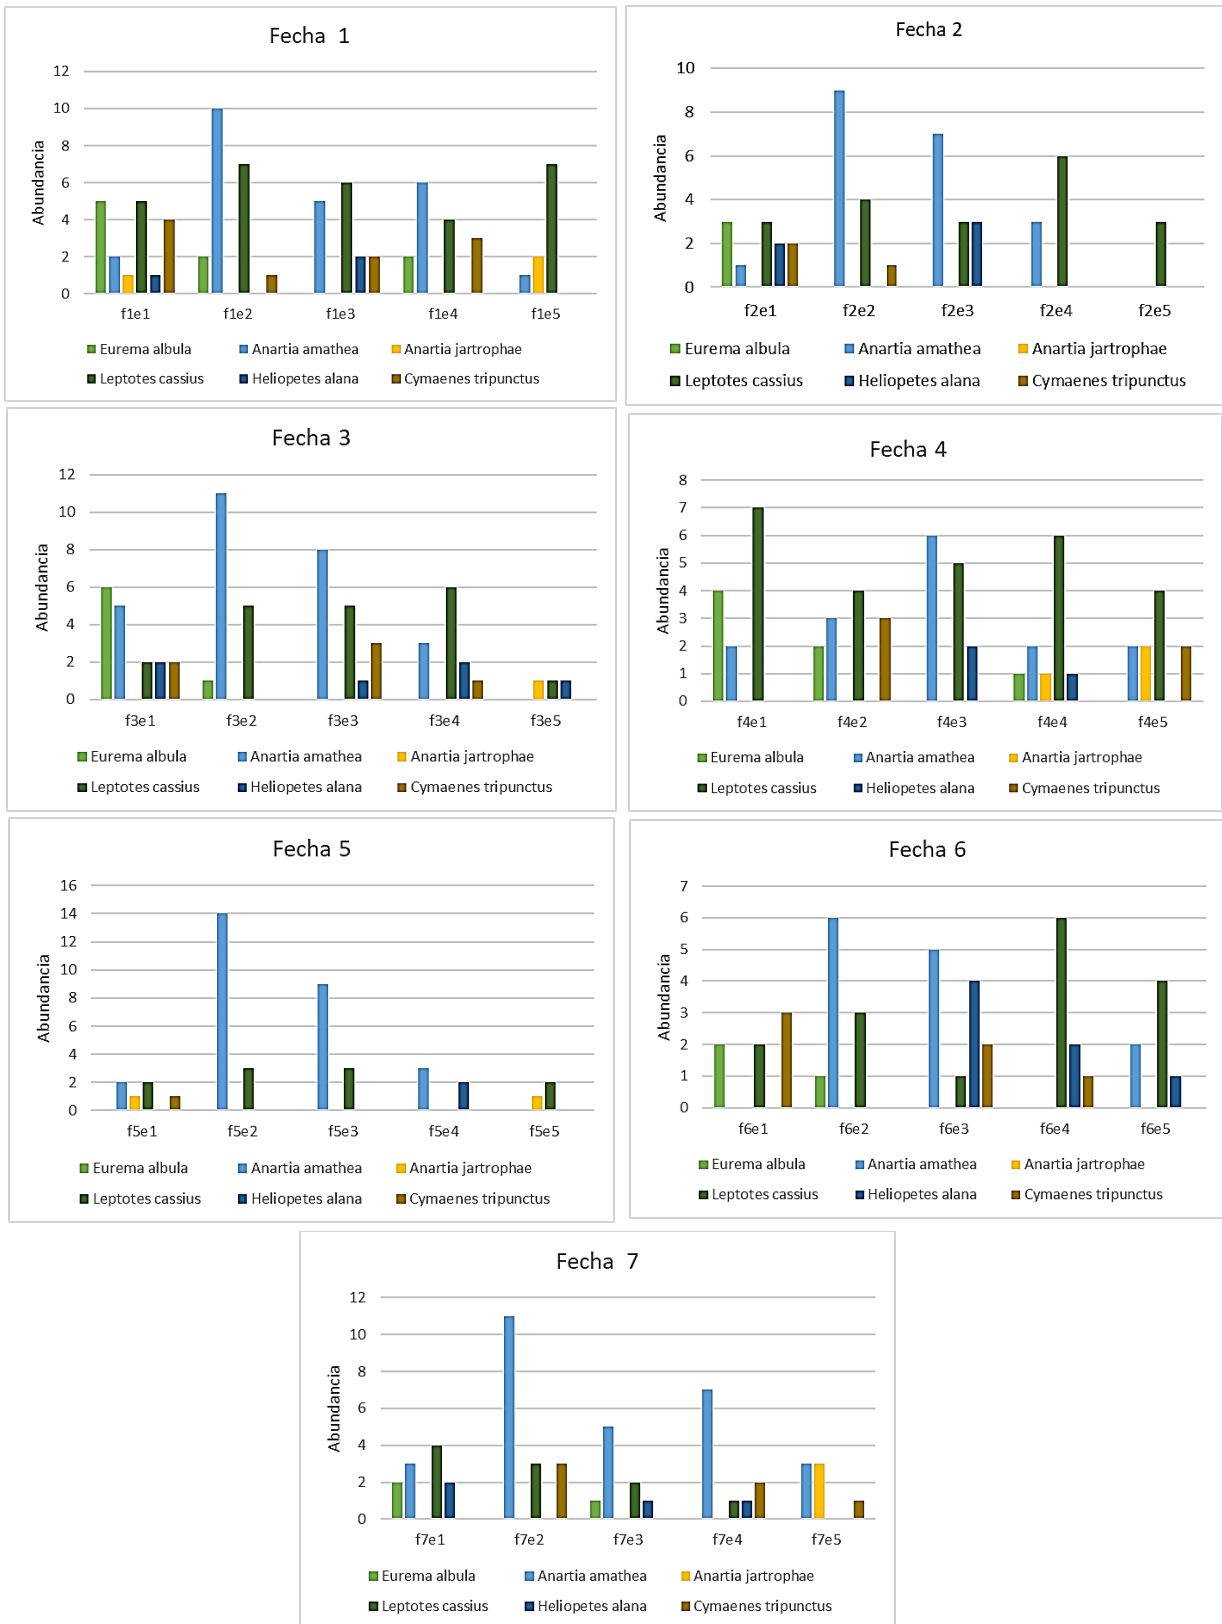 Fecha 1
Abundancia
12
10
8
6
4
2
0
f1e1 f1e2 f1e3 f1e4 f1e5
Eurema albula Anartia amathea Anartia jartrophae
Leptotes cassius Heliopetes alana Cymaenes tripunctus
Fecha 2
Abundancia
10
8
6
4
2
0
f2e1 f2e2 f2e3 f2e4 f2e5
Eurema albula Anartia amathea Anartia jartrophae
Leptotes cassius Heliopetes alana Cymaenes tripunctus
Fecha 3
Abundancia
12
10
8
6
4
2
0
f3e1 f3e2 f3e3 f3e4 f3e5
Eurema albula Anartia amathea Anartia jartrophae
Leptotes cassius Heliopetes alana Cymaenes tripunctus
Fecha 4
Abundancia
8
7
6
5
4
3
2
1
0
f4e1 f4e2 f4e3 f4e4 f4e5
Eurema albula Anartia amathea Anartia jartrophae
Leptotes cassius Heliopetes alana Cymaenes tripunctus
Fecha 5
Abundancia
16
14
12
10
8
6
4
2
0
f5e1 f5e2 f5e3 f5e4 f5e5
Eurema albula Anartia amathea Anartia jartrophae
Leptotes cassius Heliopetes alana Cymaenes tripunctus
Fecha 6
Abundancia
7
6
5
4
3
2
1
0
f6e1 f6e2 f6e3 f6e4 f6e5
Eurema albula Anartia amathea Anartia jartrophae
Leptotes cassius Heliopetes alana Cymaenes tripunctus
Fecha 7
Abundancia
12
10
8
6
4
2
0
f7e1 f7e2 f7e3 f7e4 f7e5
Eurema albula Anartia amathea Anartia jartrophae
Leptotes cassius Heliopetes alana Cymaenes tripunctus